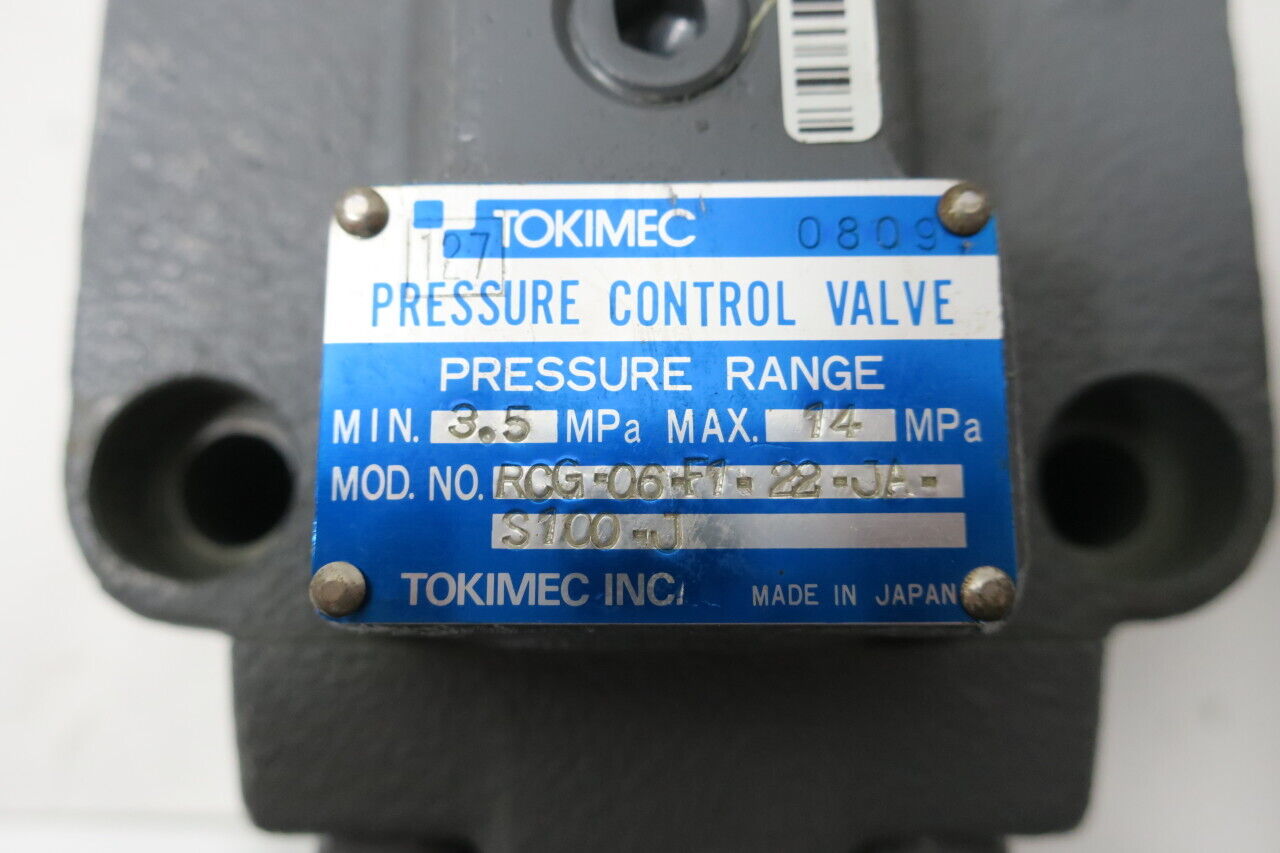 TOKIMEC 0809
127
PRESSURE CONTROL VALVE
PRESSURE RANGE
MIN. 3.5 MPa MAX. 14 MPa
MOD. NO. RCG-06-F1-22-JA-
S100-J
TOKIMEC INC. MADE IN JAPAN